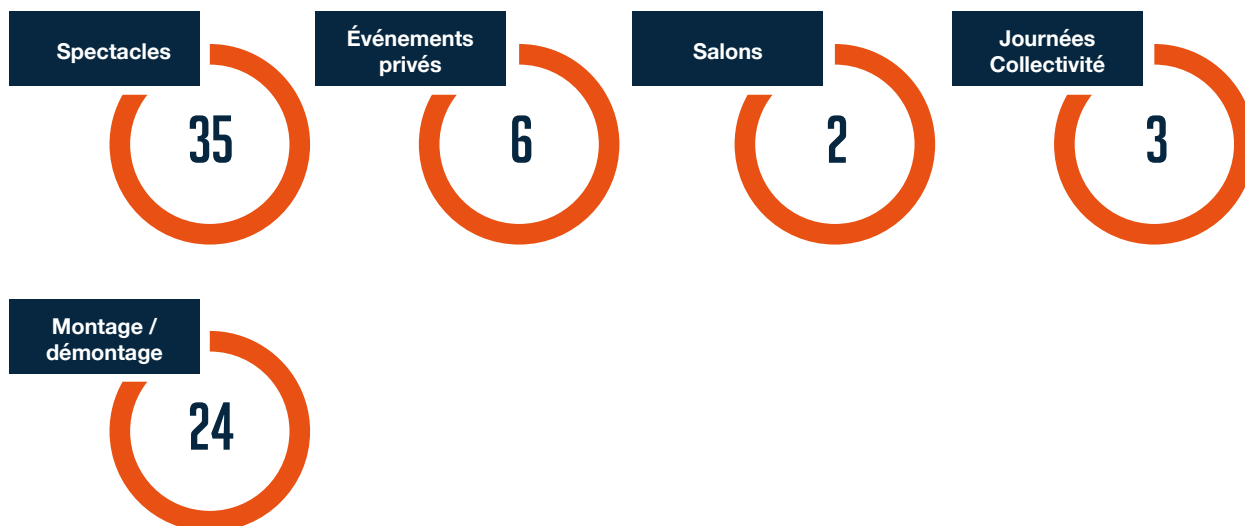 Spectacles
35
Événements
privés
6
Salons
2
Journées
Collectivité
3
Montage /
démontage
24